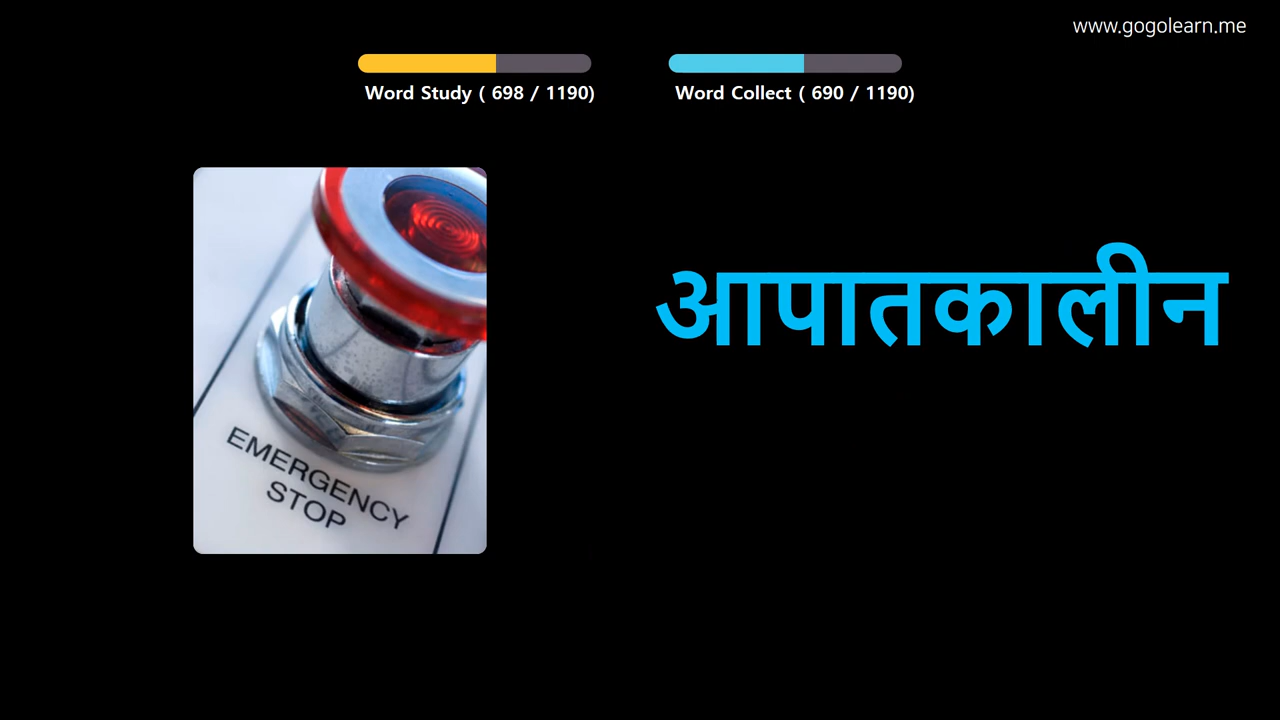 www.gogolearn.me
Word Study ( 698 / 1190)
Word Collect ( 690 / 1190)
आपातकालीन
EMERGENCY
STOP